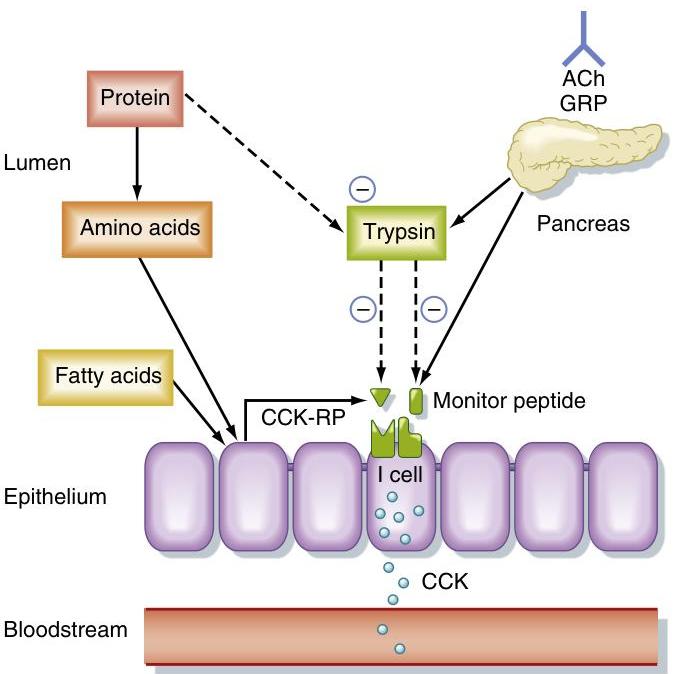 ACh
GRP
Protein
Lumen
Amino acids
Trypsin
Pancreas
−
−
−
Fatty acids
CCK-RP
Monitor peptide
I cell
Epithelium
CCK
Bloodstream